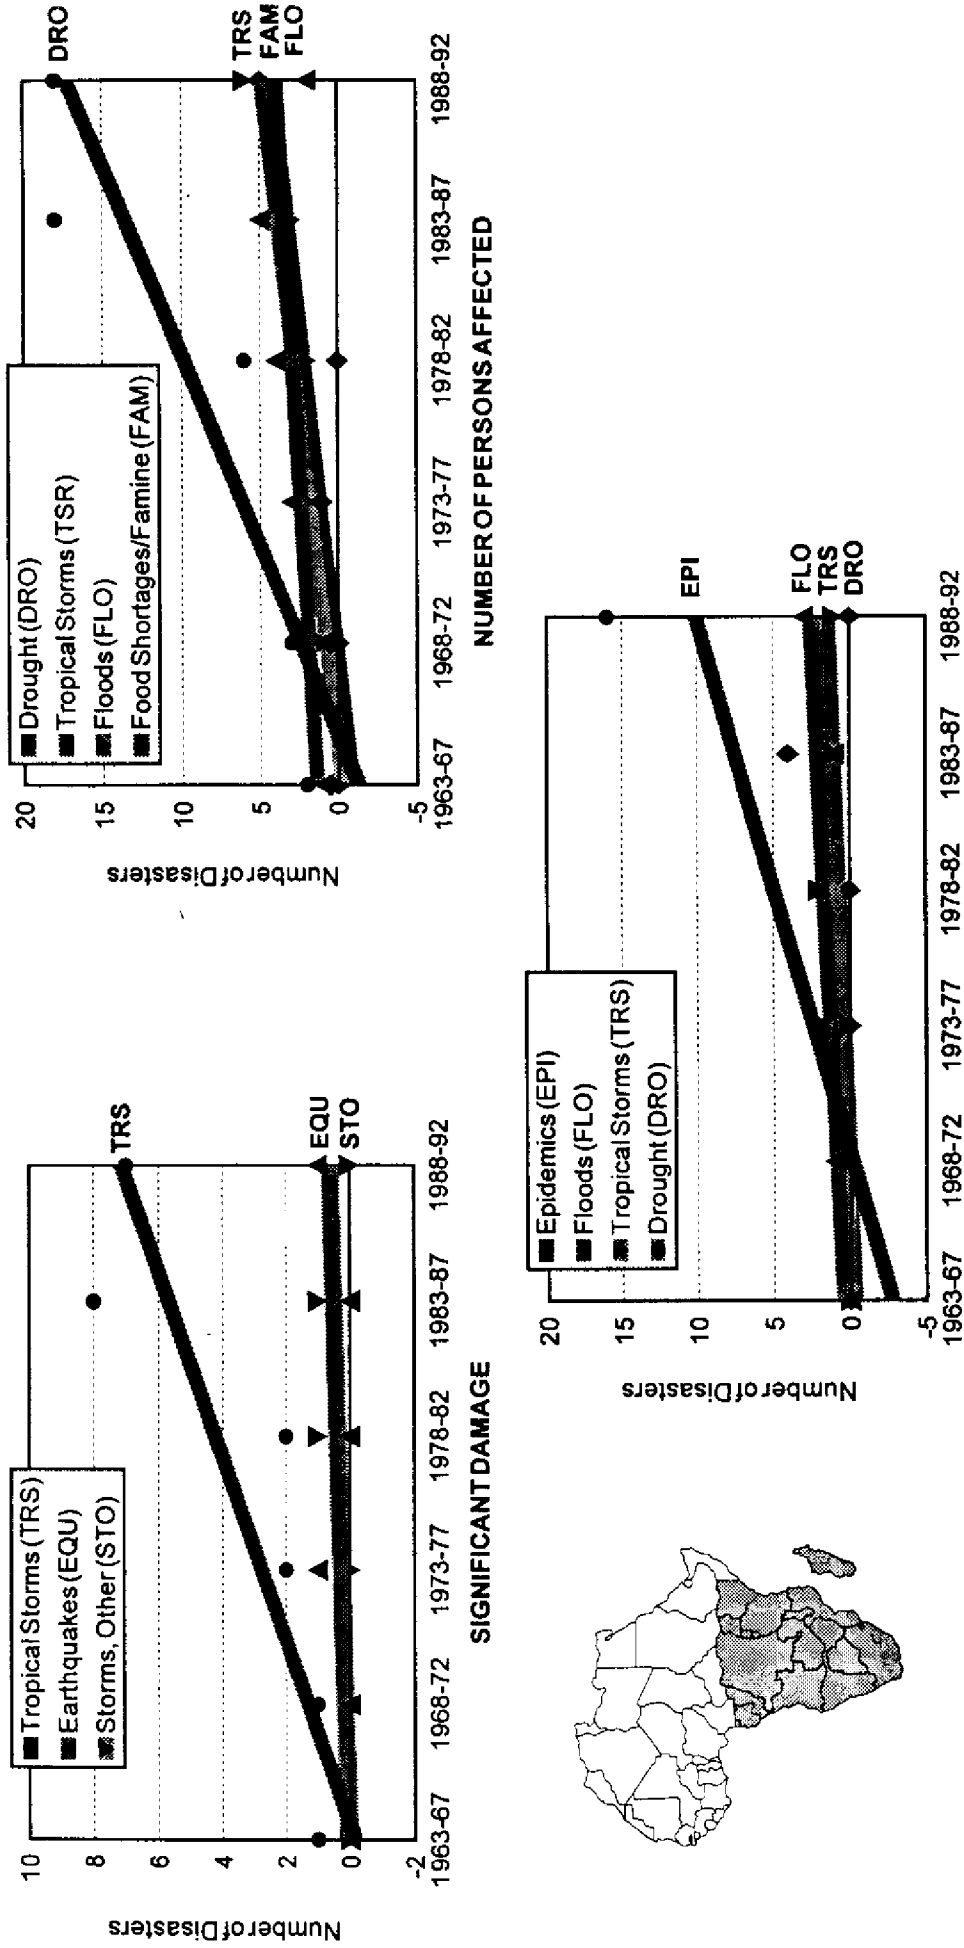 10
8
6
4
2
0
-2
Number of Disasters
Tropical Storms (TRS)
Earthquakes (EQU)
Storms, Other (STO)
TRS
EQU
STO
1963-67
1968-72
1973-77
1978-82
1983-87
1988-92
SIGNIFICANT DAMAGE
20
15
10
5
0
-5
Number of Disasters
Drought (DRO)
Tropical Storms (TSR)
Floods (FLO)
Food Shortages/Famine (FAM)
DRO
TRS
FAM
FLO
1963-67
1968-72
1973-77
1978-82
1983-87
1988-92
NUMBER OF PERSONS AFFECTED
20
15
10
5
0
-5
Number of Disasters
Epidemics (EPI)
Floods (FLO)
Tropical Storms (TRS)
Drought (DRO)
EPI
FLO
TRS
DRO
1963-67
1968-72
1973-77
1978-82
1983-87
1988-92